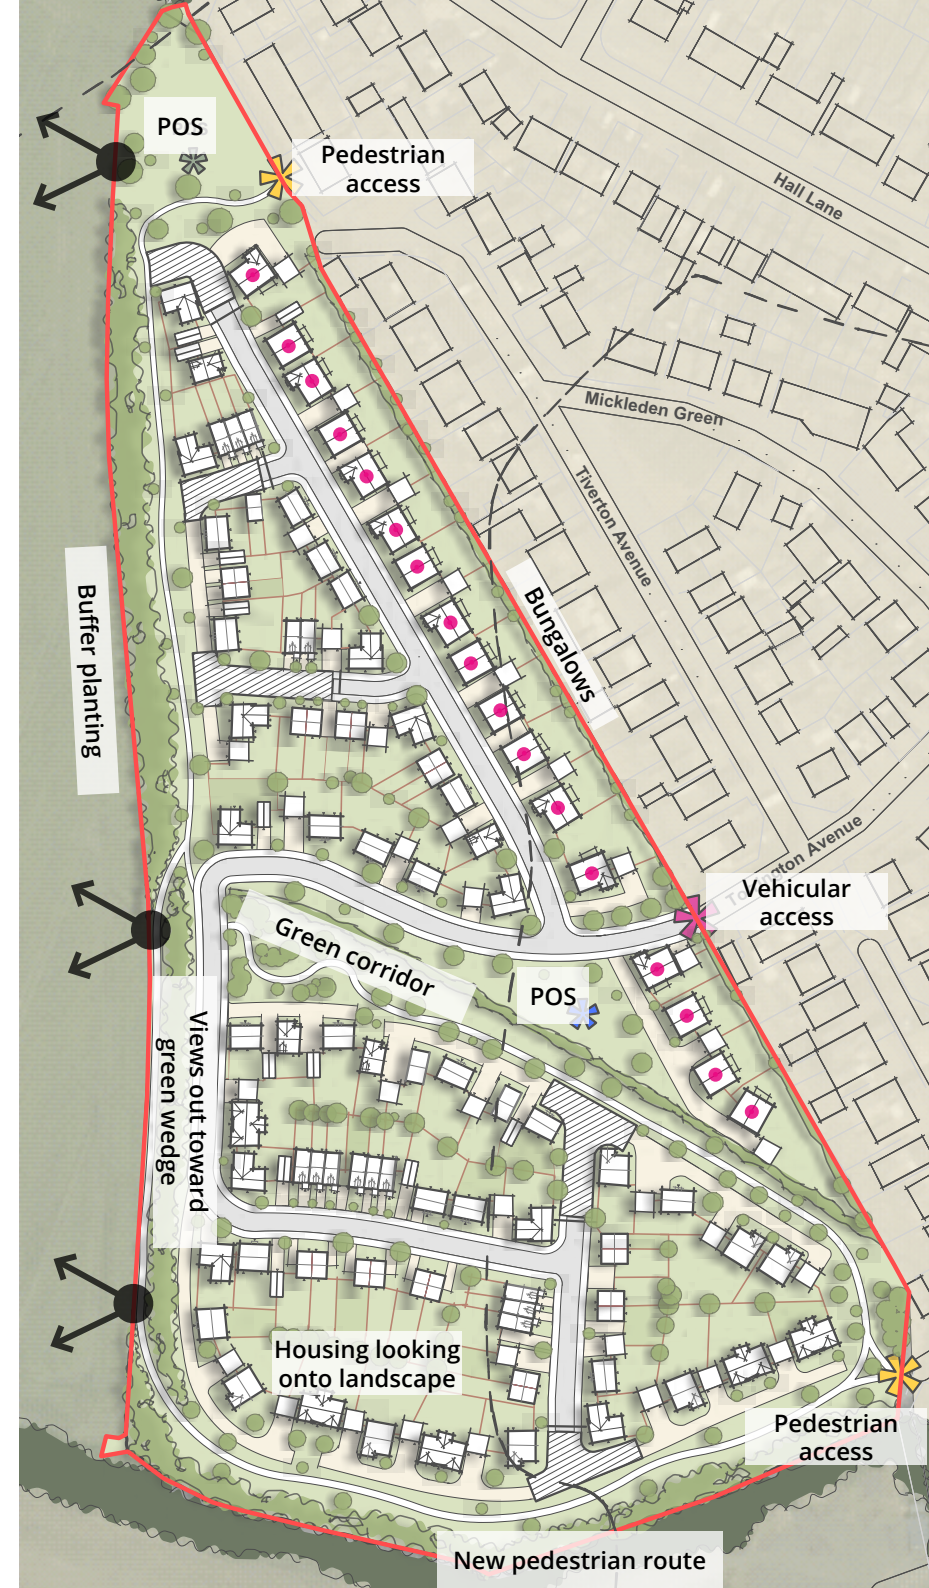 POS
Pedestrian
access
Hall Lane
Mickleden Green
Tiverton Avenue
Buffer planting
Bungalows
Avenue
Vehicular
access
Green corridor
POS
Views out toward
green wedge
Housing looking
onto landscape
Pedestrian
access
New pedestrian route